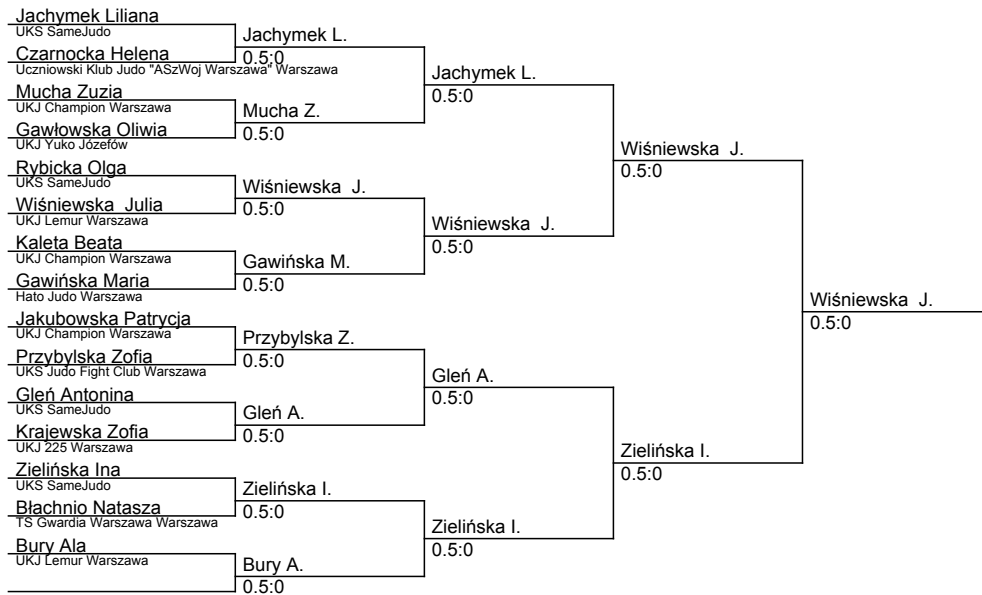 Jachymek Liliana
UKS SameJudo
Czarnocka Helena
Uczniowski Klub Judo "ASzWoj Warszawa" Warszawa
Mucha Zuzia
UKJ Champion Warszawa
Gawłowska Oliwia
UKJ Yuko Józefów
Rybicka Olga
UKS SameJudo
Wiśniewska  Julia
UKJ Lemur Warszawa
Kaleta Beata
UKJ Champion Warszawa
Gawińska Maria
Hato Judo Warszawa
Jakubowska Patrycja
UKJ Champion Warszawa
Przybylska Zofia
UKS Judo Fight Club Warszawa
Gleń Antonina
UKS SameJudo
Krajewska Zofia
UKJ 225 Warszawa
Zielińska Ina
UKS SameJudo
Błachnio Natasza
TS Gwardia Warszawa Warszawa
Bury Ala
UKJ Lemur Warszawa
Jachymek L.
0.5:0
Mucha Z.
0.5:0
Wiśniewska  J.
0.5:0
Gawińska M.
0.5:0
Przybylska Z.
0.5:0
Gleń A.
0.5:0
Zielińska I.
0.5:0
Bury A.
0.5:0
Jachymek L.
0.5:0
Wiśniewska  J.
0.5:0
Gleń A.
0.5:0
Zielińska I.
0.5:0
Wiśniewska  J.
0.5:0
Zielińska I.
0.5:0
Wiśniewska  J.
0.5:0